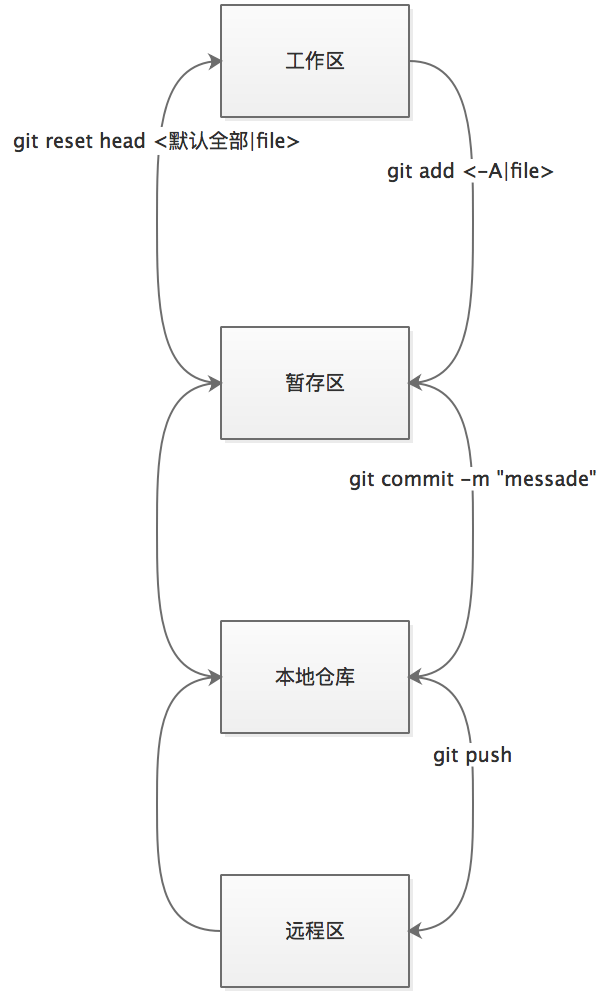 工作区
git reset head <默认全部|file>
git add <-A|file>
暂存区
git commit -m "messade"
本地仓库
git push
远程区